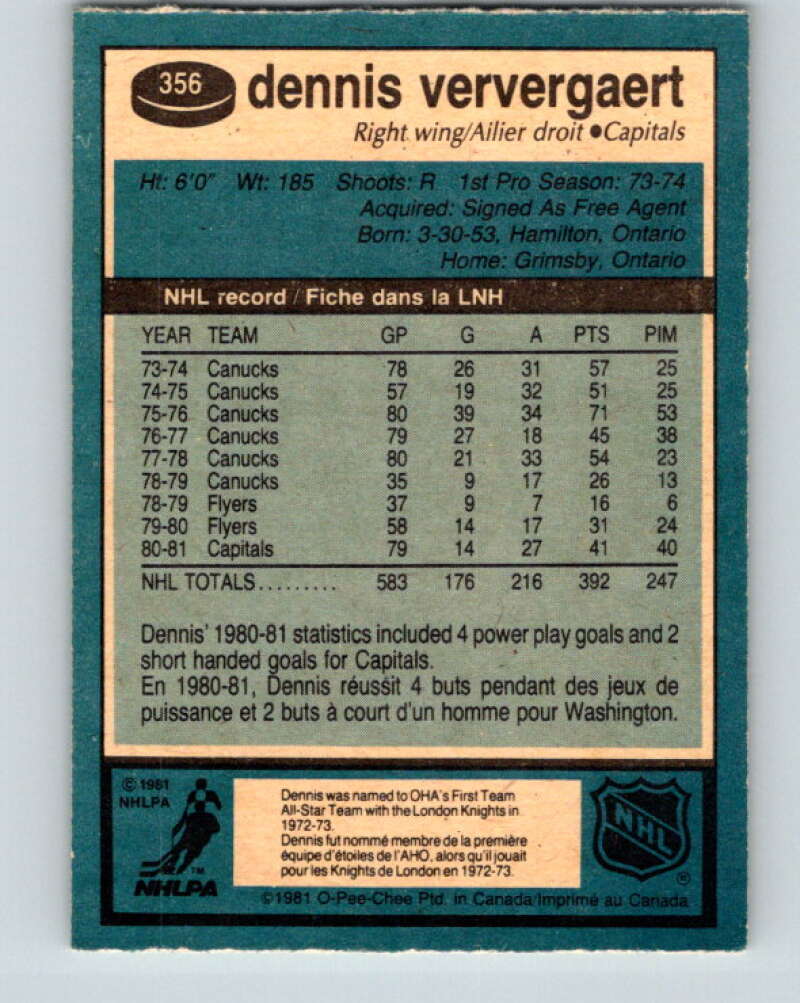 356 dennis ververgaert
Right wing/Ailier droit ●Capitals
Ht: 6'0" Wt: 185 Shoots: R 1st Pro Season: 73-74
Acquired: Signed As Free Agent
Born: 3-30-53, Hamilton, Ontario
Home: Grimsby, Ontario
NHL record / Fiche dans la LNH
YEAR TEAM GP G A PTS PIM
73-74 Canucks 78 26 31 57 25
74-75 Canucks 57 19 32 51 25
75-76 Canucks 80 39 34 71 53
76-77 Canucks 79 27 18 45 38
77-78 Canucks 80 21 33 54 23
78-79 Canucks 35 9 17 26 13
78-79 Flyers 37 9 7 16 6
79-80 Flyers 58 14 17 31 24
80-81 Capitals 79 14 27 41 40
NHL TOTALS......... 583 176 216 392 247
Dennis' 1980-81 statistics included 4 power play goals and 2
short handed goals for Capitals.
En 1980-81, Dennis réussit 4 buts pendant des jeux de
puissance et 2 buts à court d'un homme pour Washington.
© 1981
NHLPA
TM
NHLPA
Dennis was named to OHA's First Team
All-Star Team with the London Knights in
1972-73.
Dennis fut nommé membre de la première
équipe d'étoiles de l'AHO, alors qu'il jouait
pour les Knights de London en 1972-73.
NHL
®
©1981 O-Pee-Chee Ptd. in Canada/Imprimé au Canada